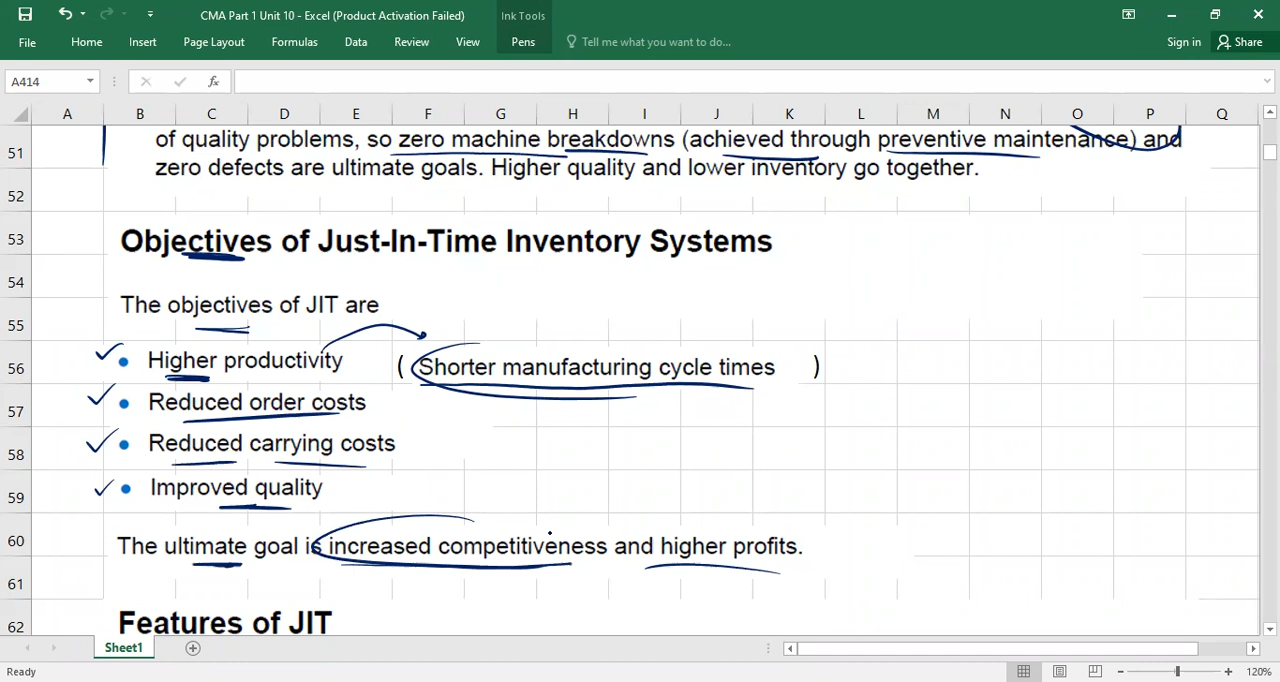 CMA Part 1 Unit 10 - Excel (Product Activation Failed)
Ink Tools
File Home Insert Page Layout Formulas Data Review View Pens Tell me what you want to do... Sign in Share
A414 fx
A B C D E F G H I J K L M N O P Q
51 of quality problems, so zero machine breakdowns (achieved through preventive maintenance) and
zero defects are ultimate goals. Higher quality and lower inventory go together.
52
53 Objectives of Just-In-Time Inventory Systems
54
The objectives of JIT are
55
56 • Higher productivity ( Shorter manufacturing cycle times )
57 • Reduced order costs
58 • Reduced carrying costs
59 • Improved quality
60 The ultimate goal is increased competitiveness and higher profits.
61
62 Features of JIT
Sheet1
Ready 120%